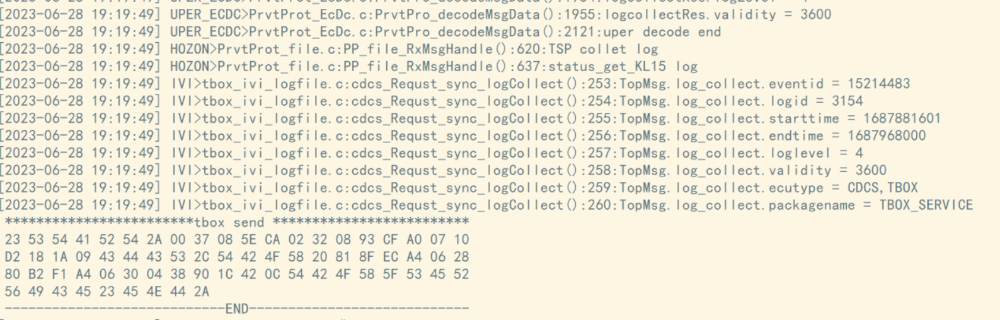 [2023-06-28 19:19:49] UPER_ECDC>PrvtProt_EcDc.c:PrvtPro_decodeMsgData():1955:logcollectRes.validity = 3600
[2023-06-28 19:19:49] UPER_ECDC>PrvtProt_EcDc.c:PrvtPro_decodeMsgData():2121:uper decode end
[2023-06-28 19:19:49] HOZON>PrvtProt_file.c:PP_file_RxMsgHandle():620:TSP collet log
[2023-06-28 19:19:49] HOZON>PrvtProt_file.c:PP_file_RxMsgHandle():637:status_get_KL15 log
[2023-06-28 19:19:49] IVI>tbox_ivi_logfile.c:cdcs_Requst_sync_logCollect():253:TopMsg.log_collect.eventid = 15214483
[2023-06-28 19:19:49] IVI>tbox_ivi_logfile.c:cdcs_Requst_sync_logCollect():254:TopMsg.log_collect.logid = 3154
[2023-06-28 19:19:49] IVI>tbox_ivi_logfile.c:cdcs_Requst_sync_logCollect():255:TopMsg.log_collect.starttime = 1687881601
[2023-06-28 19:19:49] IVI>tbox_ivi_logfile.c:cdcs_Requst_sync_logCollect():256:TopMsg.log_collect.endtime = 1687968000
[2023-06-28 19:19:49] IVI>tbox_ivi_logfile.c:cdcs_Requst_sync_logCollect():257:TopMsg.log_collect.loglevel = 4
[2023-06-28 19:19:49] IVI>tbox_ivi_logfile.c:cdcs_Requst_sync_logCollect():258:TopMsg.log_collect.validity = 3600
[2023-06-28 19:19:49] IVI>tbox_ivi_logfile.c:cdcs_Requst_sync_logCollect():259:TopMsg.log_collect.ecutype = CDCS,TBOX
[2023-06-28 19:19:49] IVI>tbox_ivi_logfile.c:cdcs_Requst_sync_logCollect():260:TopMsg.log_collect.packagename = TBOX_SERVICE
************************tbox send *************************
23 53 54 41 52 54 2A 00 37 08 5E CA 02 32 08 93 CF A0 07 10
D2 18 1A 09 43 44 43 53 2C 54 42 4F 58 20 81 8F EC A4 06 28
80 B2 F1 A4 06 30 04 38 90 1C 42 0C 54 42 4F 58 5F 53 45 52
56 49 43 45 23 45 4E 44 2A
----------------------------END----------------------------